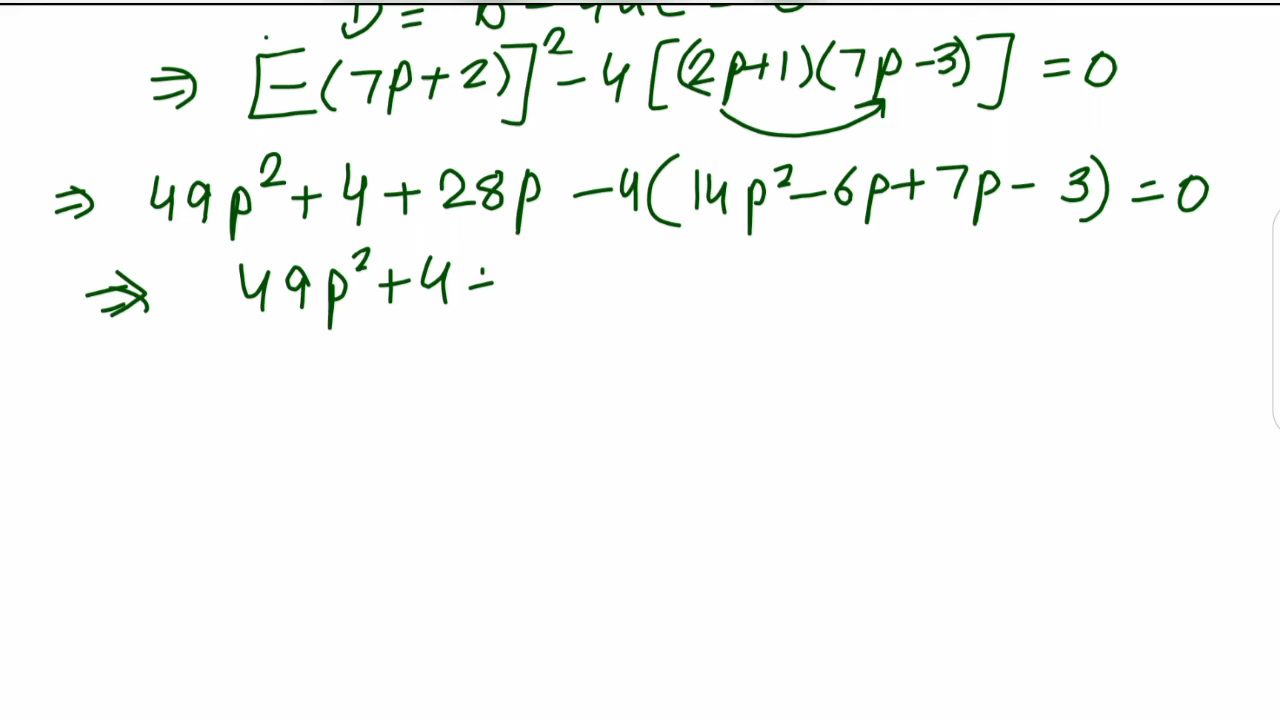 ⇒ [-(7p+2)]² - 4[(2p+1)(7p-3)] = 0
⇒ 49p² + 4 + 28p - 4(14p² - 6p + 7p - 3) = 0
⇒ 49p² + 4